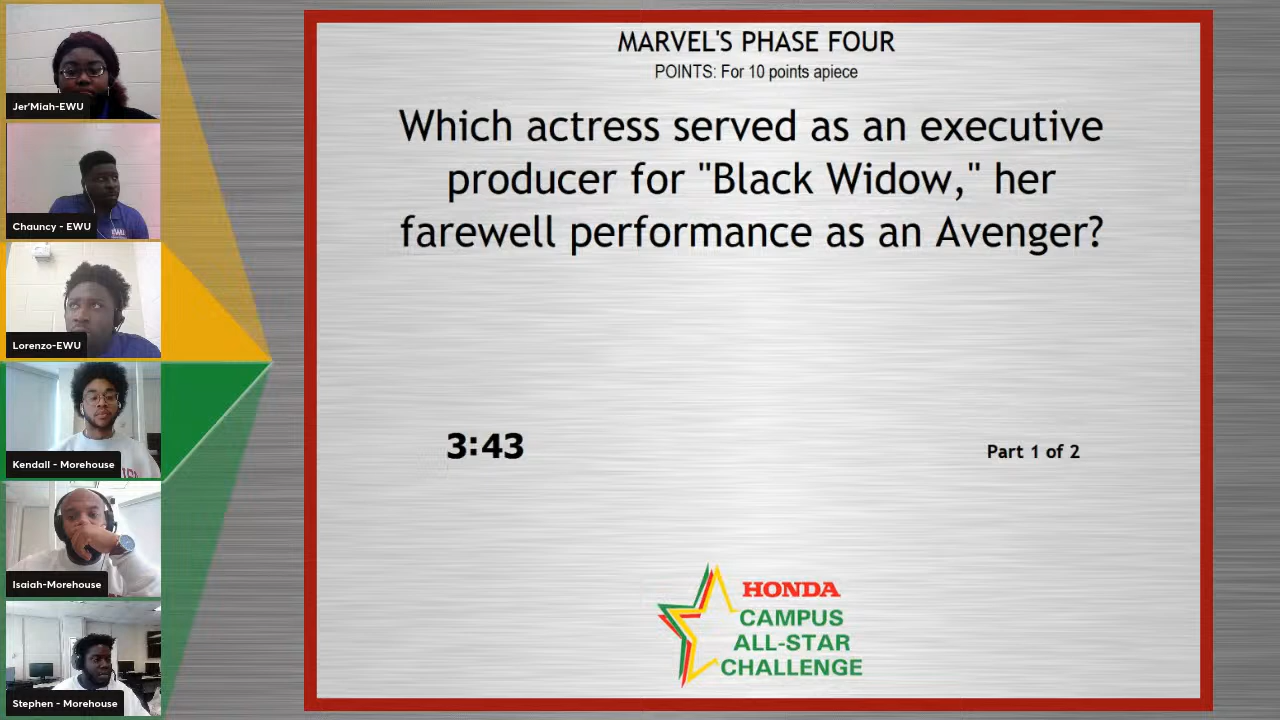 Jer'Miah-EWU
Chauncy - EWU
Lorenzo-EWU
Kendall - Morehouse
Isaiah-Morehouse
Stephen - Morehouse
MARVEL'S PHASE FOUR
POINTS: For 10 points apiece
Which actress served as an executive
producer for "Black Widow," her
farewell performance as an Avenger?
3:43
Part 1 of 2
HONDA
CAMPUS
ALL-STAR
CHALLENGE